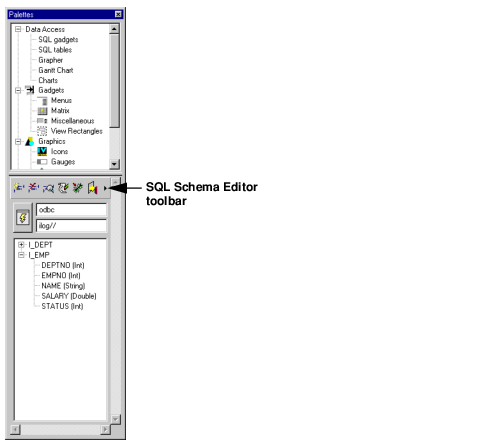 Palettes
Data Access
SQL gadgets
SQL tables
Grapher
Gantt Chart
Charts
Gadgets
Menus
Matrix
Miscellaneous
View Rectangles
Graphics
Icons
Gauges
SQL Schema Editor
toolbar
odbc
ilog//
I_DEPT
I_EMP
DEPTNO (Int)
EMPNO (Int)
NAME (String)
SALARY (Double)
STATUS (Int)